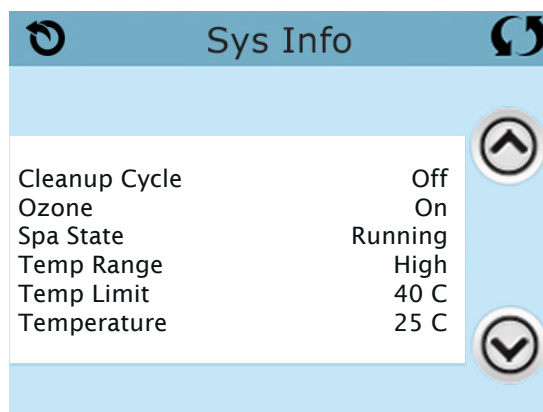 Sys Info
Cleanup Cycle Off
Ozone On
Spa State Running
Temp Range High
Temp Limit 40 C
Temperature 25 C